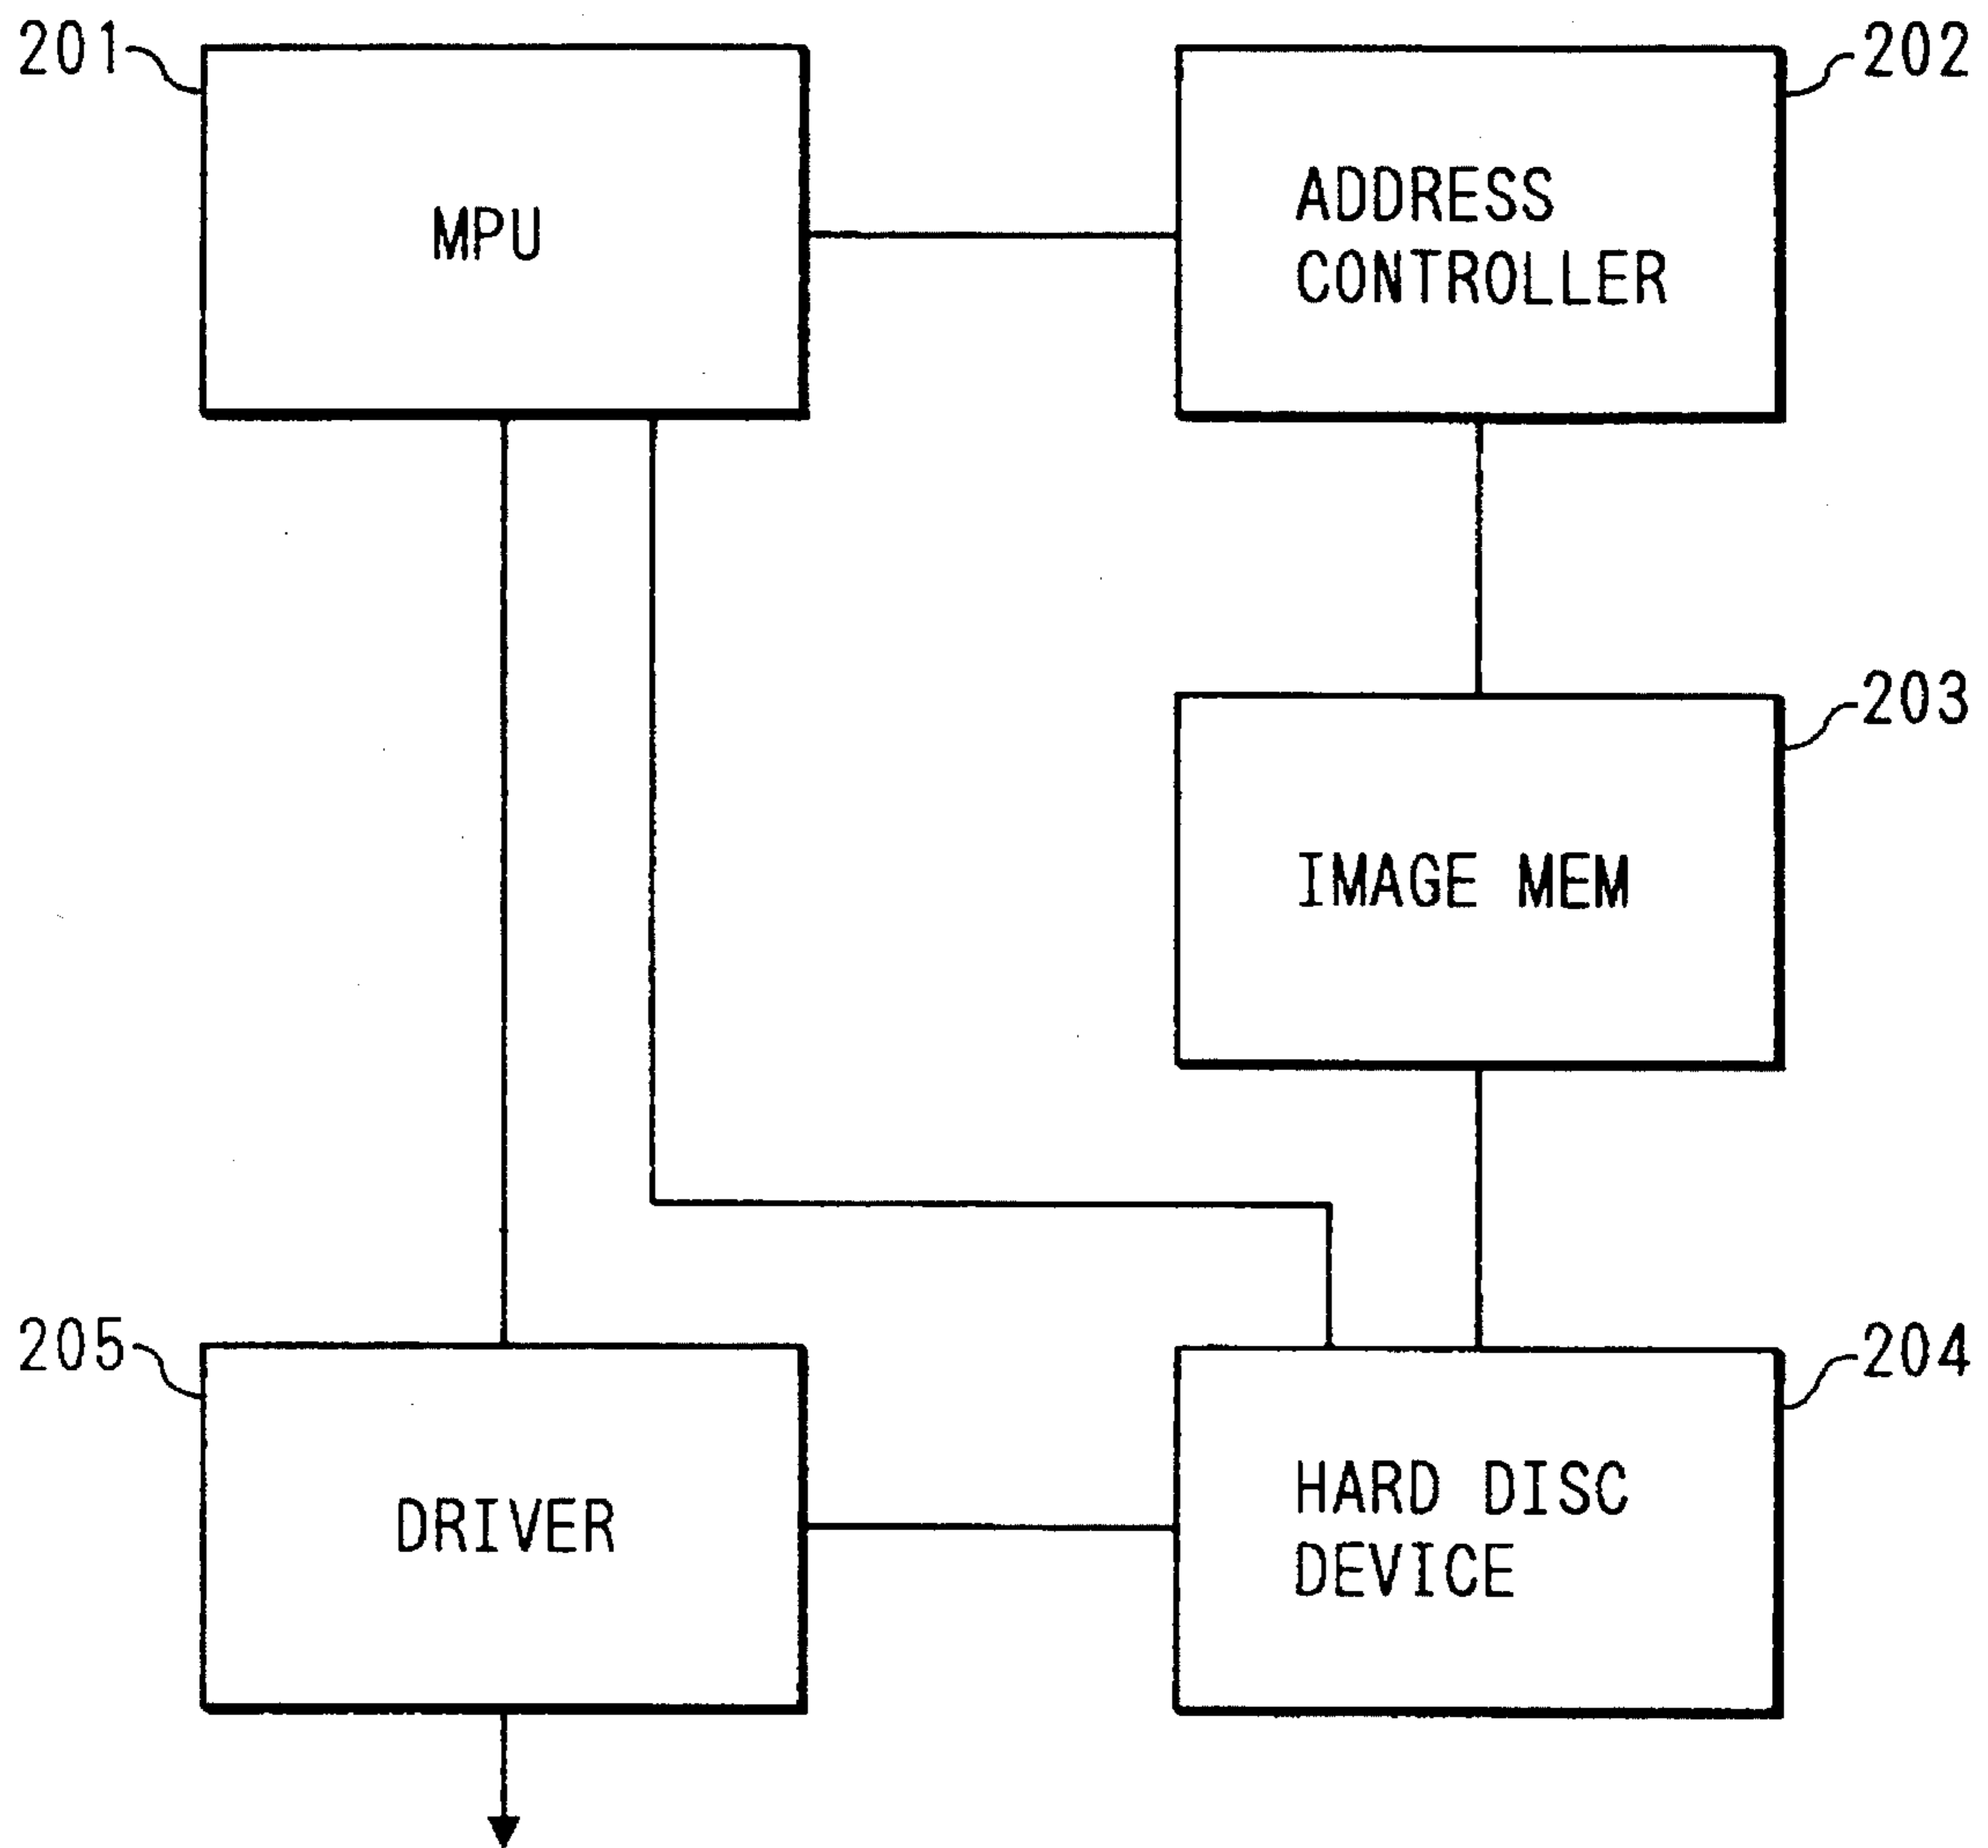 201
202
MPU
ADDRESS
CONTROLLER
203
IMAGE MEM
205
204
DRIVER
HARD DISC
DEVICE